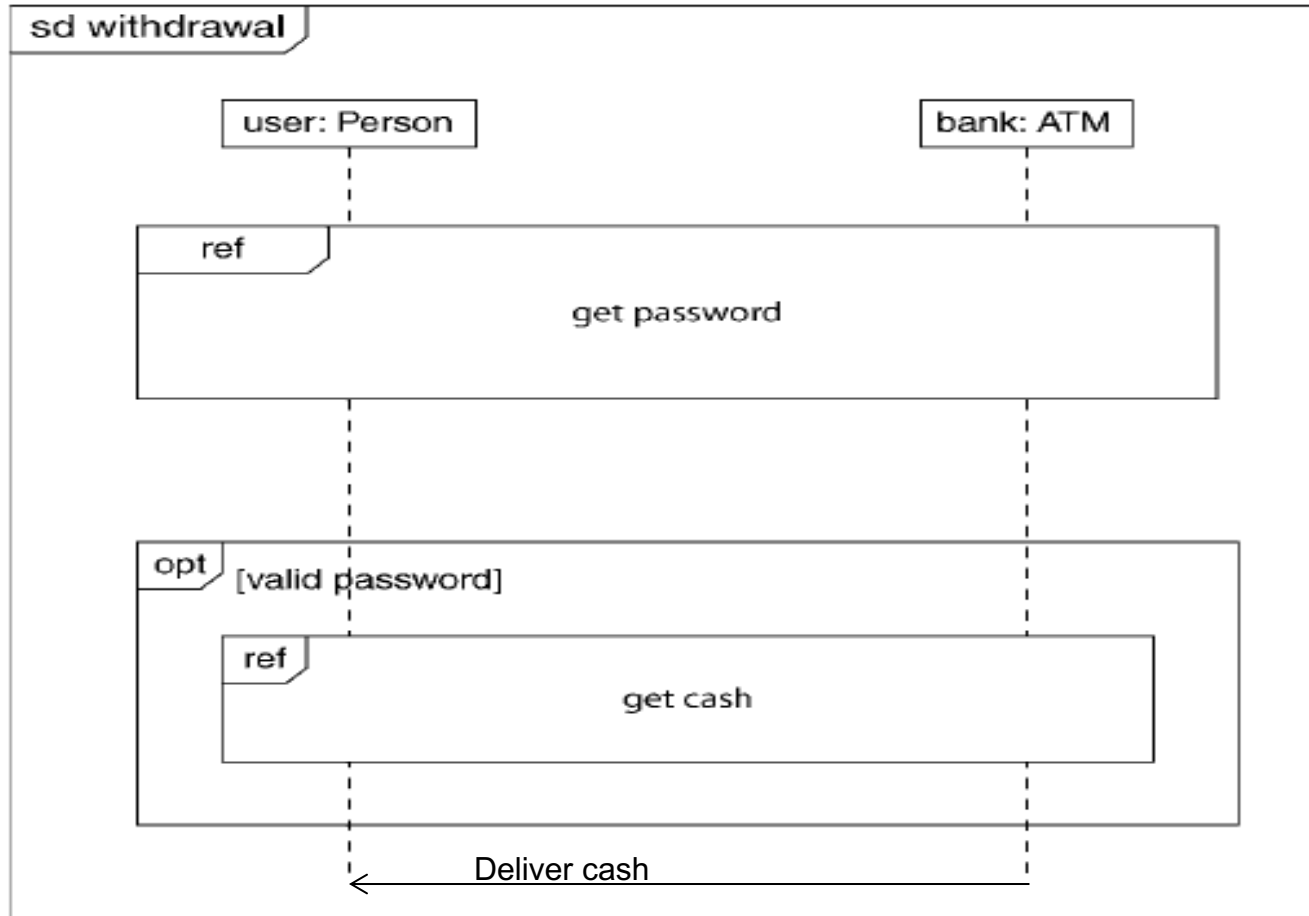 sd withdrawal
user: Person
bank: ATM
ref
get password
opt
[valid password]
ref
get cash
Deliver cash